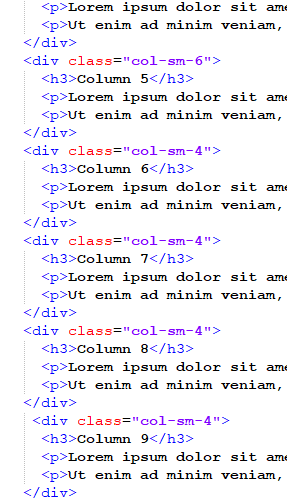 <p>Lorem ipsum dolor sit ame
<p>Ut enim ad minim veniam,
</div>
<div class="col-sm-6">
<h3>Column 5</h3>
<p>Lorem ipsum dolor sit ame
<p>Ut enim ad minim veniam,
</div>
<div class="col-sm-4">
<h3>Column 6</h3>
<p>Lorem ipsum dolor sit ame
<p>Ut enim ad minim veniam,
</div>
<div class="col-sm-4">
<h3>Column 7</h3>
<p>Lorem ipsum dolor sit ame
<p>Ut enim ad minim veniam,
</div>
<div class="col-sm-4">
<h3>Column 8</h3>
<p>Lorem ipsum dolor sit ame
<p>Ut enim ad minim veniam,
</div>
<div class="col-sm-4">
<h3>Column 9</h3>
<p>Lorem ipsum dolor sit ame
<p>Ut enim ad minim veniam,
</div>